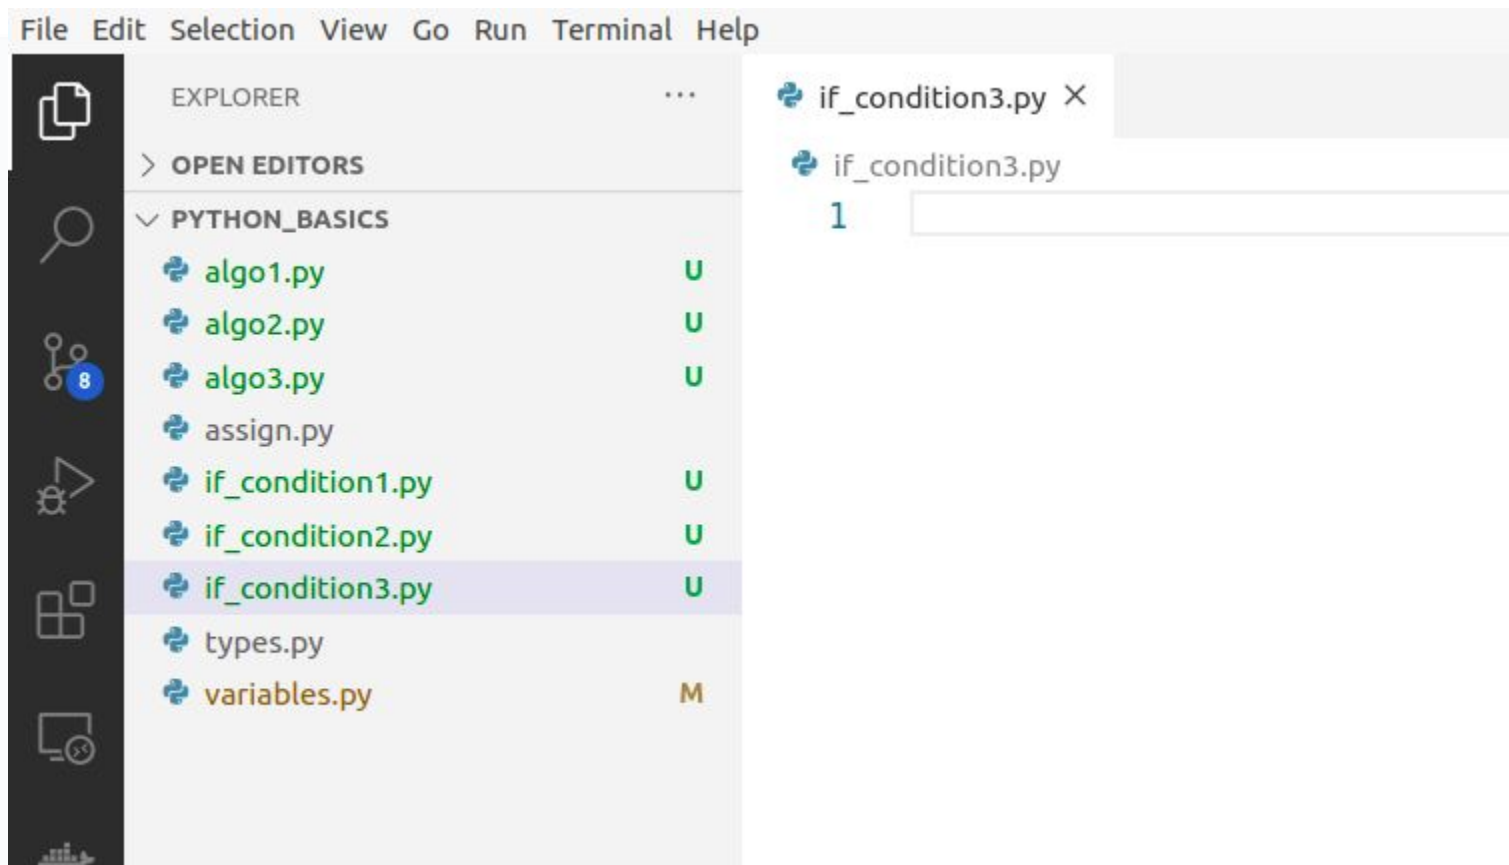 File Edit Selection View Go Run Terminal Help
EXPLORER ...
if_condition3.py ×
OPEN EDITORS
if_condition3.py
PYTHON_BASICS
1
algo1.py U
algo2.py U
8
algo3.py U
assign.py
if_condition1.py U
if_condition2.py U
if_condition3.py U
types.py
variables.py M